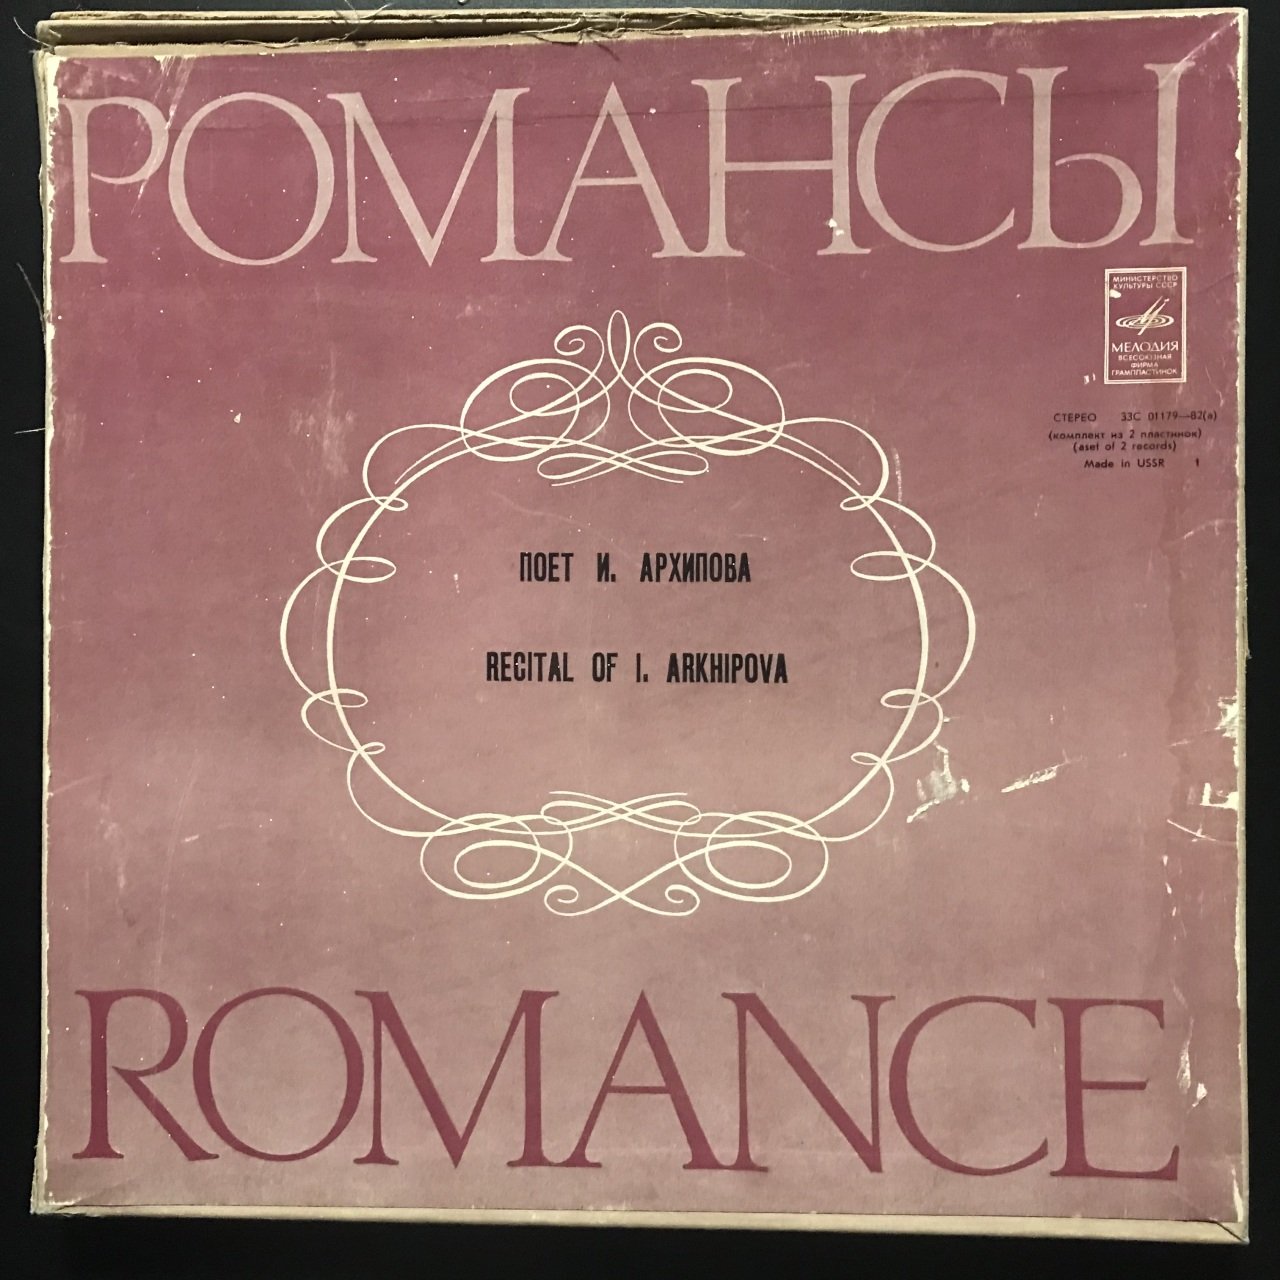 РОМАНСЫ
МИНИСТЕРСТВО
КУЛЬТУРЫ СССР
МЕЛОДИЯ
ВСЕСОЮЗНАЯ
ФИРМА
ГРАМПЛАСТИНОК
СТЕРЕО 33С 01179—82(а)
(комплект из 2 пластинок)
(aset of 2 records)
Made in USSR 1
ПОЕТ И. АРХИПОВА
RECITAL OF I. ARKHIPOVA
ROMANCE